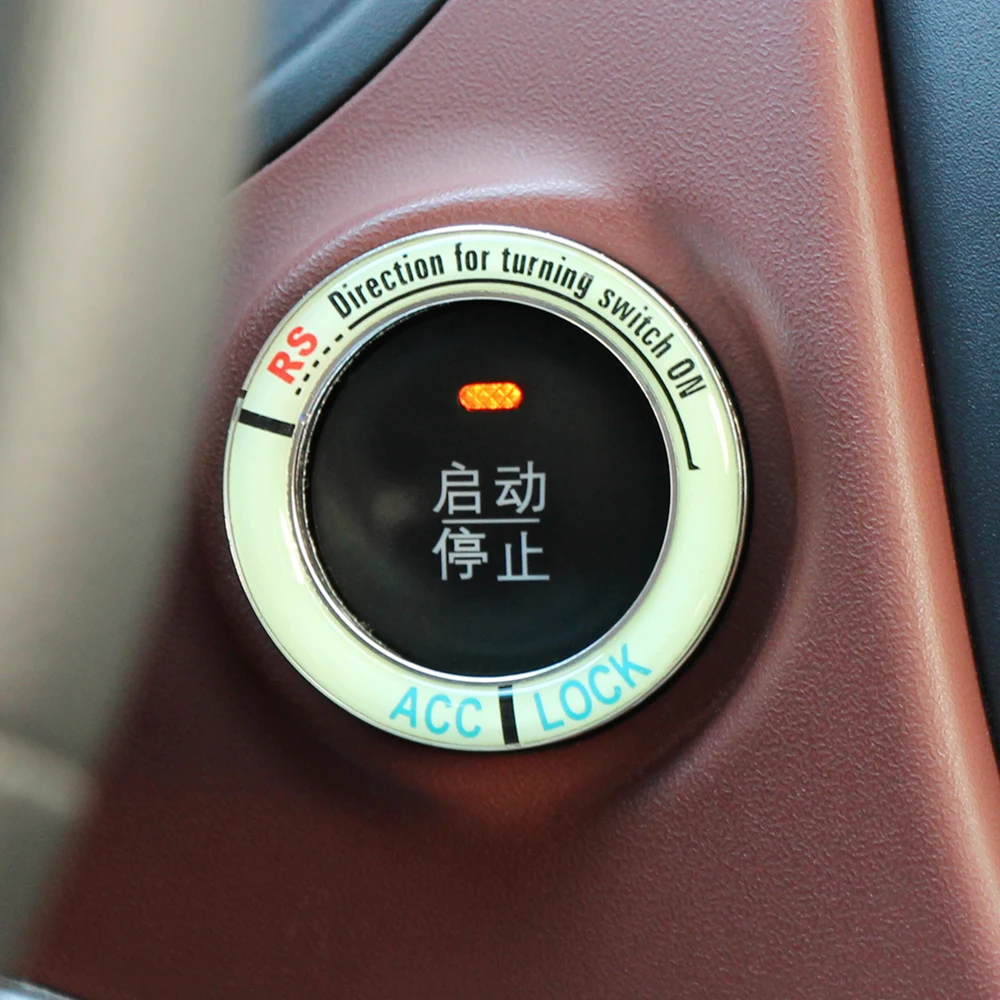 RS Direction for turning switch ON
启动
停止
ACC LOCK